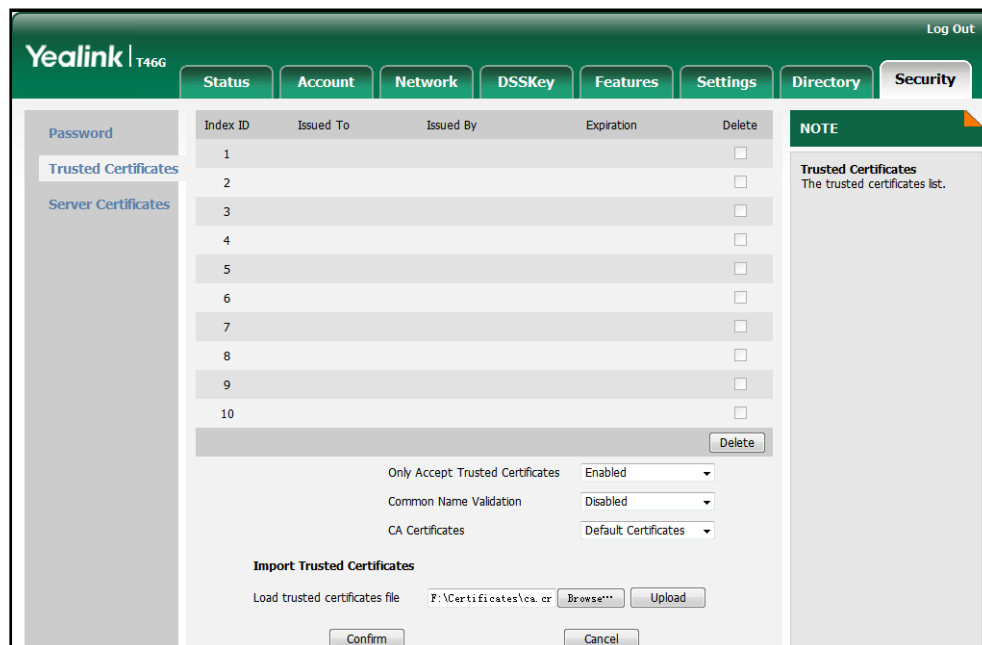 Log Out
Yealink T46G
Status Account Network DSSKey Features Settings Directory Security
Password
Trusted Certificates
Server Certificates
Index ID Issued To Issued By Expiration Delete
1
2
3
4
5
6
7
8
9
10
Delete
Only Accept Trusted Certificates Enabled
Common Name Validation Disabled
CA Certificates Default Certificates
Import Trusted Certificates
Load trusted certificates file F:\Certificates\ca.cr Browse... Upload
Confirm Cancel
NOTE
Trusted Certificates
The trusted certificates list.